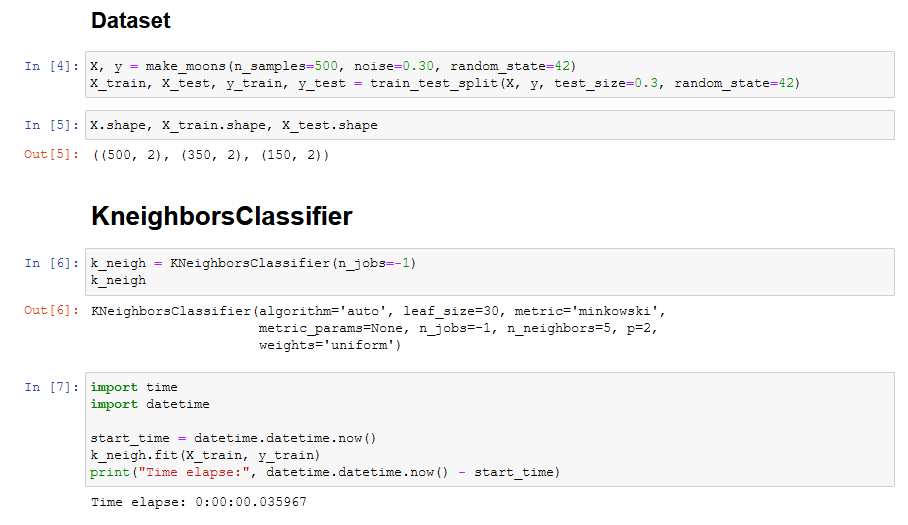 Dataset
In [4]: X, y = make_moons(n_samples=500, noise=0.30, random_state=42)
X_train, X_test, y_train, y_test = train_test_split(X, y, test_size=0.3, random_state=42)
In [5]: X.shape, X_train.shape, X_test.shape
Out[5]: ((500, 2), (350, 2), (150, 2))
KneighborsClassifier
In [6]: k_neigh = KNeighborsClassifier(n_jobs=-1)
k_neigh
Out[6]: KNeighborsClassifier(algorithm='auto', leaf_size=30, metric='minkowski',
metric_params=None, n_jobs=-1, n_neighbors=5, p=2,
weights='uniform')
In [7]: import time
import datetime
start_time = datetime.datetime.now()
k_neigh.fit(X_train, y_train)
print("Time elapse:", datetime.datetime.now() - start_time)
Time elapse: 0:00:00.035967